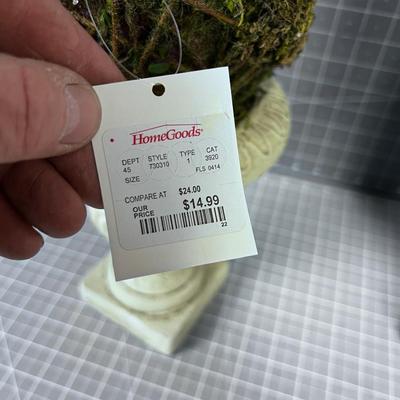 HomeGoods®
DEPT STYLE TYPE CAT
45 730310 1 3920
SIZE FLS 0414
COMPARE AT $24.00
OUR PRICE $14.99
22